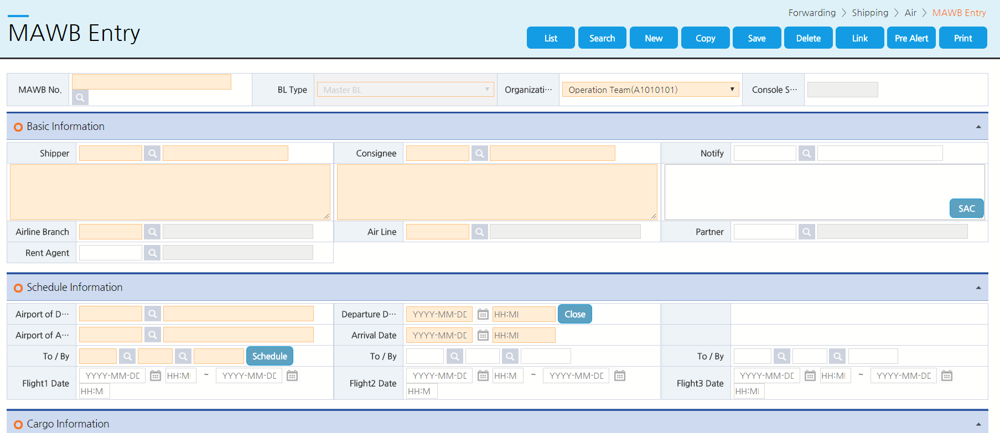 Forwarding > Shipping > Air > MAWB Entry
MAWB Entry
List Search New Copy Save Delete Link Pre Alert Print
MAWB No. BL Type Master BL Organizati... Operation Team(A1010101) Console S...
Basic Information
Shipper Consignee Notify
SAC
Airline Branch Air Line Partner
Rent Agent
Schedule Information
Airport of D... Departure D... YYYY-MM-DD HH:MI Close
Airport of A... Arrival Date YYYY-MM-DD HH:MI
To / By Schedule To / By To / By
Flight1 Date YYYY-MM-DD HH:MI ~ YYYY-MM-DD Flight2 Date YYYY-MM-DD HH:MI ~ YYYY-MM-DD Flight3 Date YYYY-MM-DD HH:MI ~ YYYY-MM-DD
HH:MI HH:M HH:MI
Cargo Information